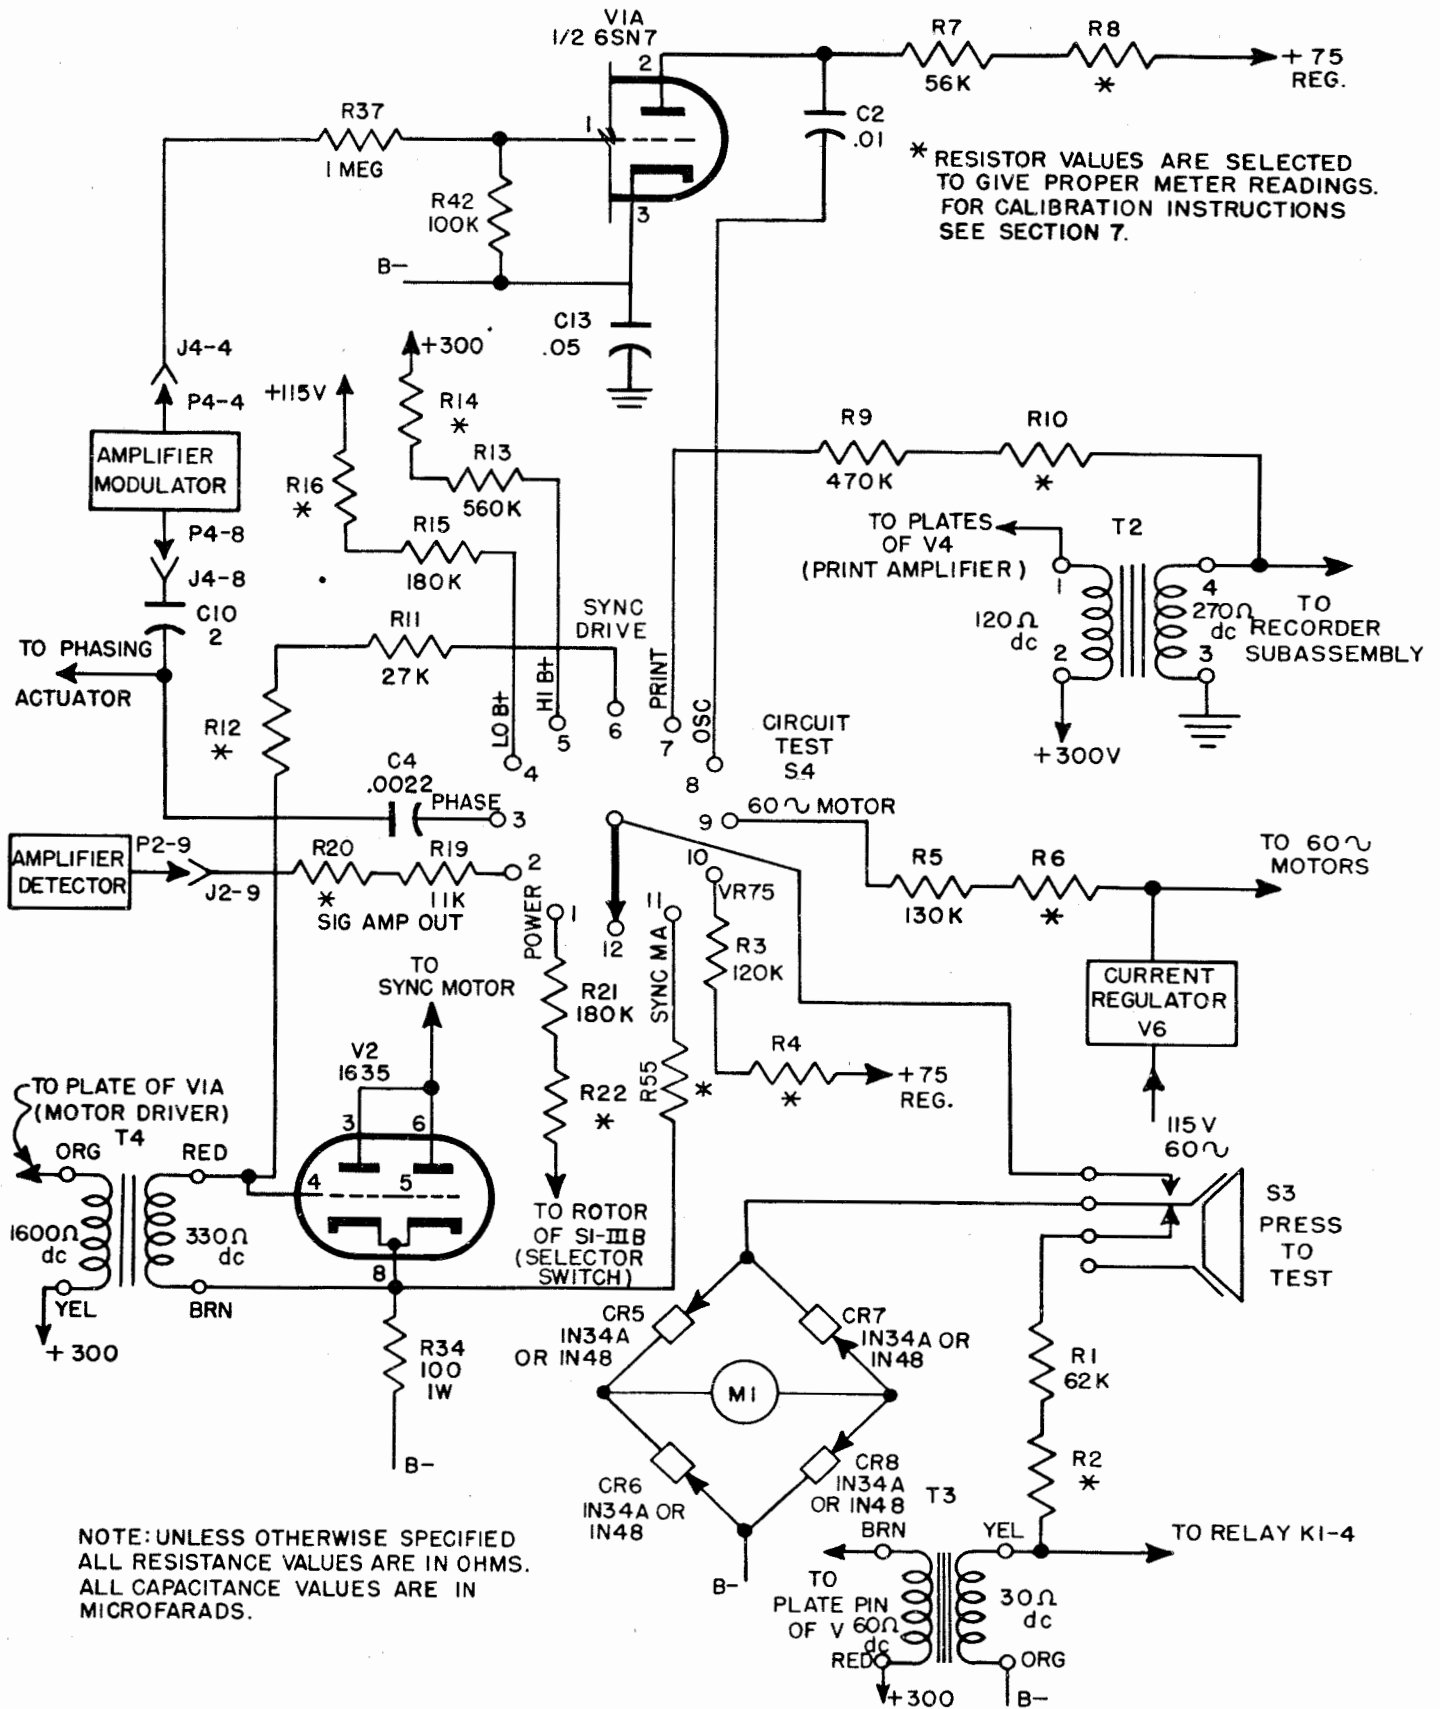 V1A
1/2 6SN7
2
1
3
R7
56K
R8
*
+75
REG.
C2
.01
* RESISTOR VALUES ARE SELECTED
TO GIVE PROPER METER READINGS.
FOR CALIBRATION INSTRUCTIONS
SEE SECTION 7.
R37
1 MEG
R42
100K
B-
C13
.05
J4-4
P4-4
AMPLIFIER
MODULATOR
P4-8
J4-8
C10
2
TO PHASING
ACTUATOR
+115V
+300
R14
*
R13
560K
R16
*
R15
180K
R11
27K
R12
*
SYNC
DRIVE
R9
470K
R10
*
TO PLATES
OF V4
(PRINT AMPLIFIER)
T2
1
2
4
3
120Ω
dc
270Ω
dc
TO
RECORDER
SUBASSEMBLY
+300V
LO B+
HI B+
PRINT
OSC
4
5
6
7
8
CIRCUIT
TEST
S4
C4
.0022
PHASE
3
9
60~ MOTOR
AMPLIFIER
DETECTOR
P2-9
J2-9
R20
*
R19
11K
SIG AMP OUT
2
POWER
1
12
11
SYNC MA
10
VR75
R3
120K
R5
130K
R6
*
TO 60~
MOTORS
CURRENT
REGULATOR
V6
115V
60~
TO
SYNC MOTOR
R21
180K
R22
*
R55
*
R4
*
+75
REG.
V2
1635
3
6
4
5
8
TO PLATE OF V1A
(MOTOR DRIVER)
T4
ORG
RED
1600Ω
dc
330Ω
dc
YEL
BRN
+300
TO ROTOR
OF S1-IIIB
(SELECTOR
SWITCH)
S3
PRESS
TO
TEST
R34
100
1W
B-
CR5
IN34A
OR IN48
CR7
IN34A OR
IN48
M1
CR6
IN34A OR
IN48
CR8
IN34A
OR IN48
B-
R1
62K
R2
*
T3
BRN
YEL
TO RELAY K1-4
TO
PLATE PIN
OF V
60Ω
dc
30Ω
dc
RED
ORG
+300
B-
NOTE: UNLESS OTHERWISE SPECIFIED
ALL RESISTANCE VALUES ARE IN OHMS.
ALL CAPACITANCE VALUES ARE IN
MICROFARADS.